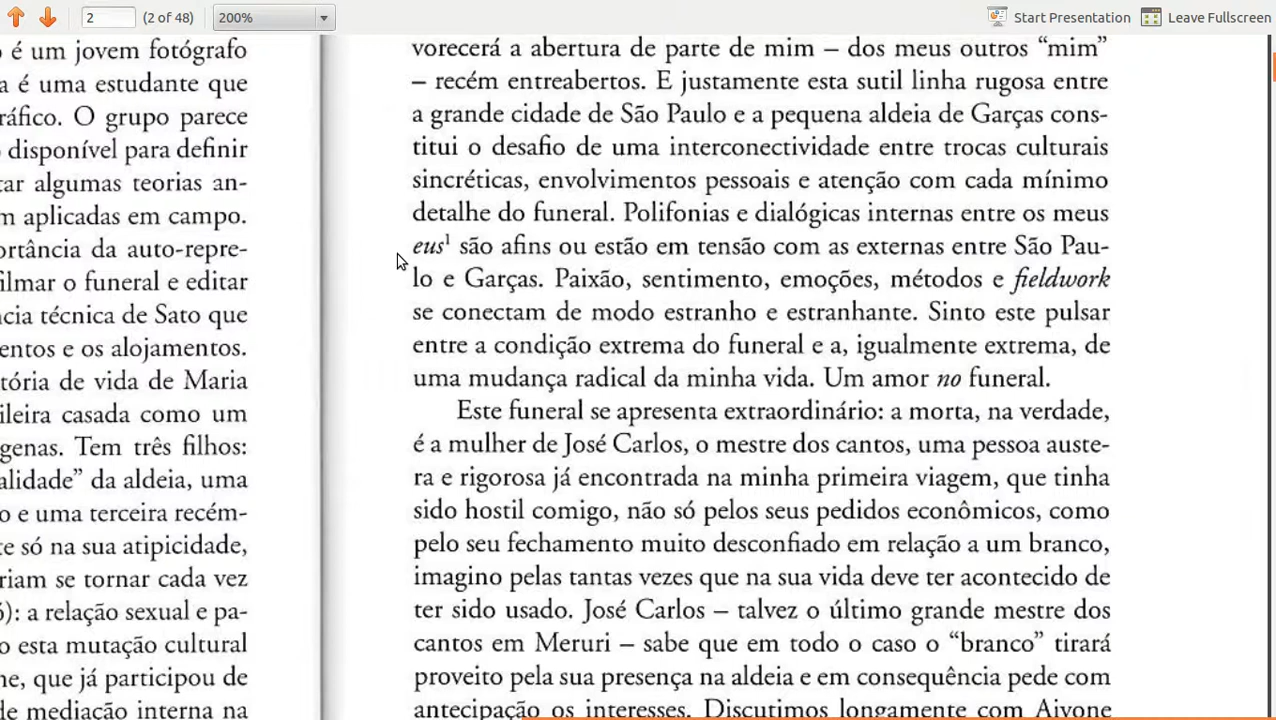 2
(2 of 48)
200%
Start Presentation
Leave Fullscreen
o é um jovem fotógrafo
a é uma estudante que
ráfico. O grupo parece
disponível para definir
tar algumas teorias an-
m aplicadas em campo.
ortância da auto-repre-
ilmar o funeral e editar
cia técnica de Sato que
entos e os alojamentos.
tória de vida de Maria
ileira casada como um
genas. Tem três filhos:
alidade” da aldeia, uma
o e uma terceira recém-
te só na sua atipicidade,
riam se tornar cada vez
6): a relação sexual e pa-
o esta mutação cultural
ne, que já participou de
de mediação interna na
vorecerá a abertura de parte de mim – dos meus outros “mim”
– recém entreabertos. E justamente esta sutil linha rugosa entre
a grande cidade de São Paulo e a pequena aldeia de Garças cons-
titui o desafio de uma interconectividade entre trocas culturais
sincréticas, envolvimentos pessoais e atenção com cada mínimo
detalhe do funeral. Polifonias e dialógicas internas entre os meus
eus¹ são afins ou estão em tensão com as externas entre São Pau-
lo e Garças. Paixão, sentimento, emoções, métodos e fieldwork
se conectam de modo estranho e estranhante. Sinto este pulsar
entre a condição extrema do funeral e a, igualmente extrema, de
uma mudança radical da minha vida. Um amor no funeral.
Este funeral se apresenta extraordinário: a morta, na verdade,
é a mulher de José Carlos, o mestre dos cantos, uma pessoa auste-
ra e rigorosa já encontrada na minha primeira viagem, que tinha
sido hostil comigo, não só pelos seus pedidos econômicos, como
pelo seu fechamento muito desconfiado em relação a um branco,
imagino pelas tantas vezes que na sua vida deve ter acontecido de
ter sido usado. José Carlos – talvez o último grande mestre dos
cantos em Meruri – sabe que em todo o caso o “branco” tirará
proveito pela sua presença na aldeia e em consequência pede com
antecipação os interesses. Discutimos longamente com Aivone